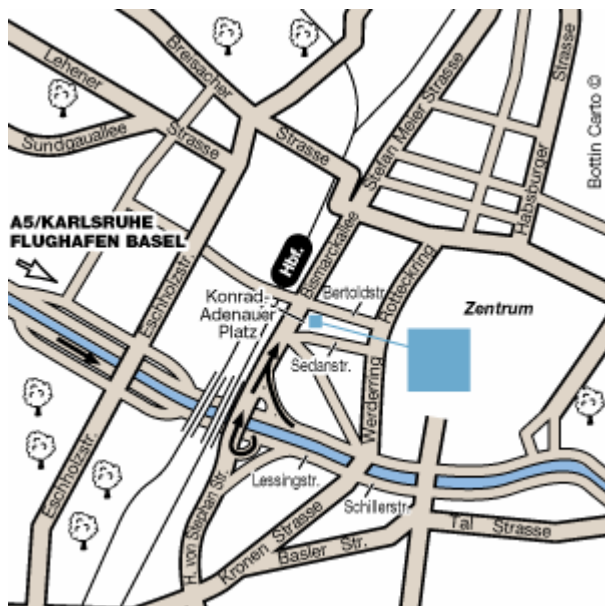 Lehener
Strasse
Breisacher
Strasse
Sundgauallee
Stefan Meier Strasse
Strasse
Habsburger
Bottin Carto ©
A5/KARLSRUHE
FLUGHAFEN BASEL
Hbf.
Bismarckallee
Eschholzstr.
Konrad-
Adenauer
Platz
Bertoldstr.
Rotteckring
Zentrum
Sedanstr.
Werderring
Eschholzstr.
Lessingstr.
H. von Stephan Str.
Schillerstr.
Kronen Strasse
Basler Str.
Tal Strasse